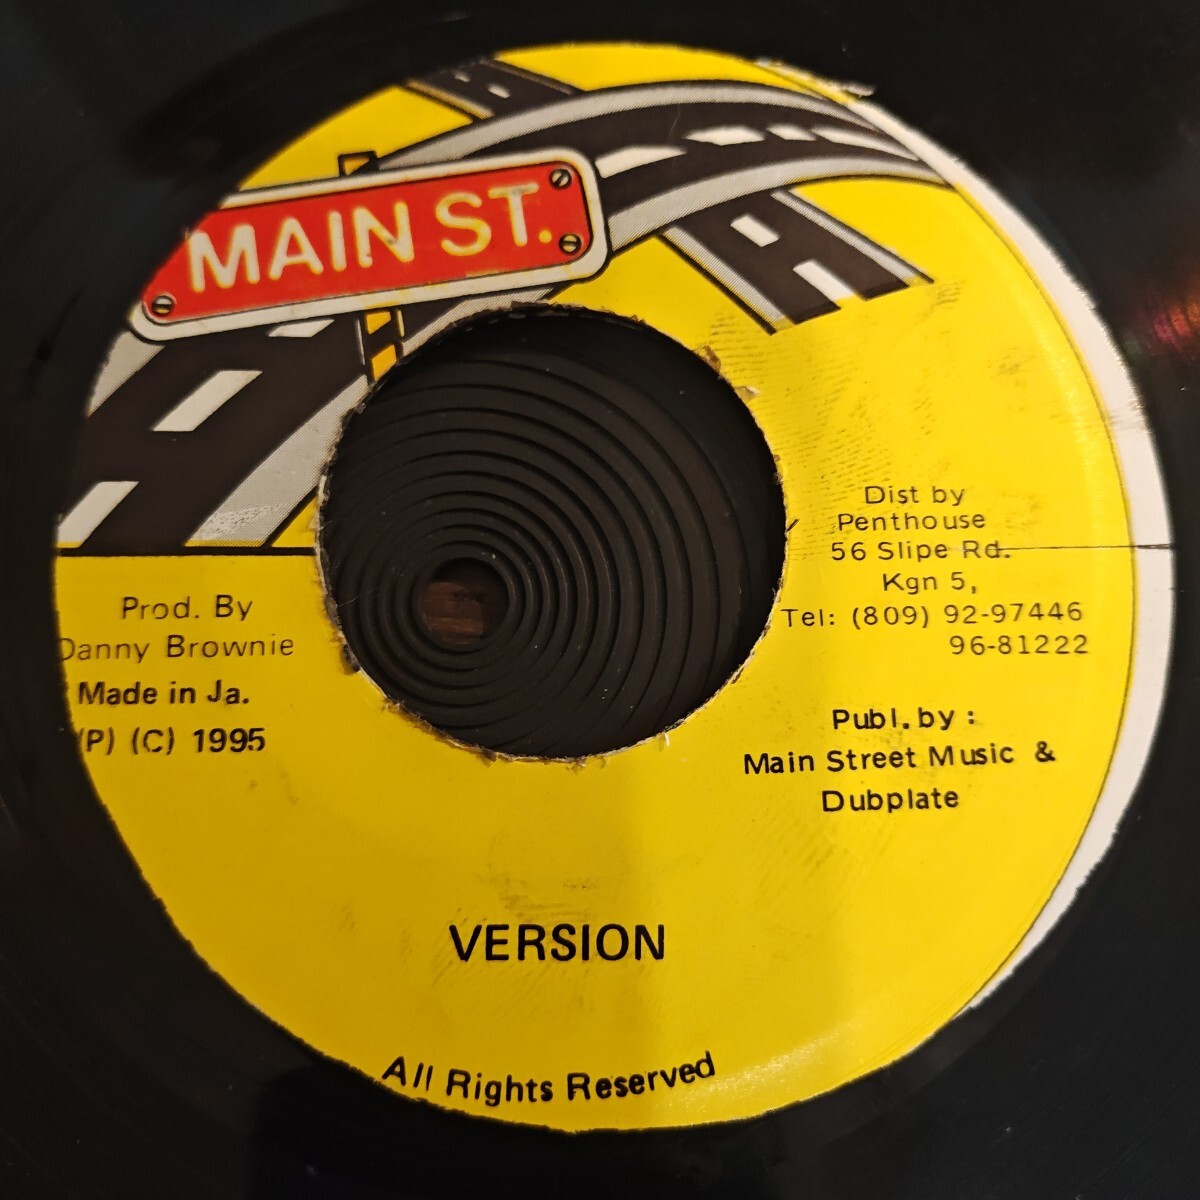 MAIN ST.
Prod. By
Danny Brownie
Made in Ja.
(P) (C) 1995
Dist by
Penthouse
56 Slipe Rd.
Kgn 5,
Tel: (809) 92-97446
96-81222
Publ. by :
Main Street Music &
Dubplate
VERSION
All Rights Reserved